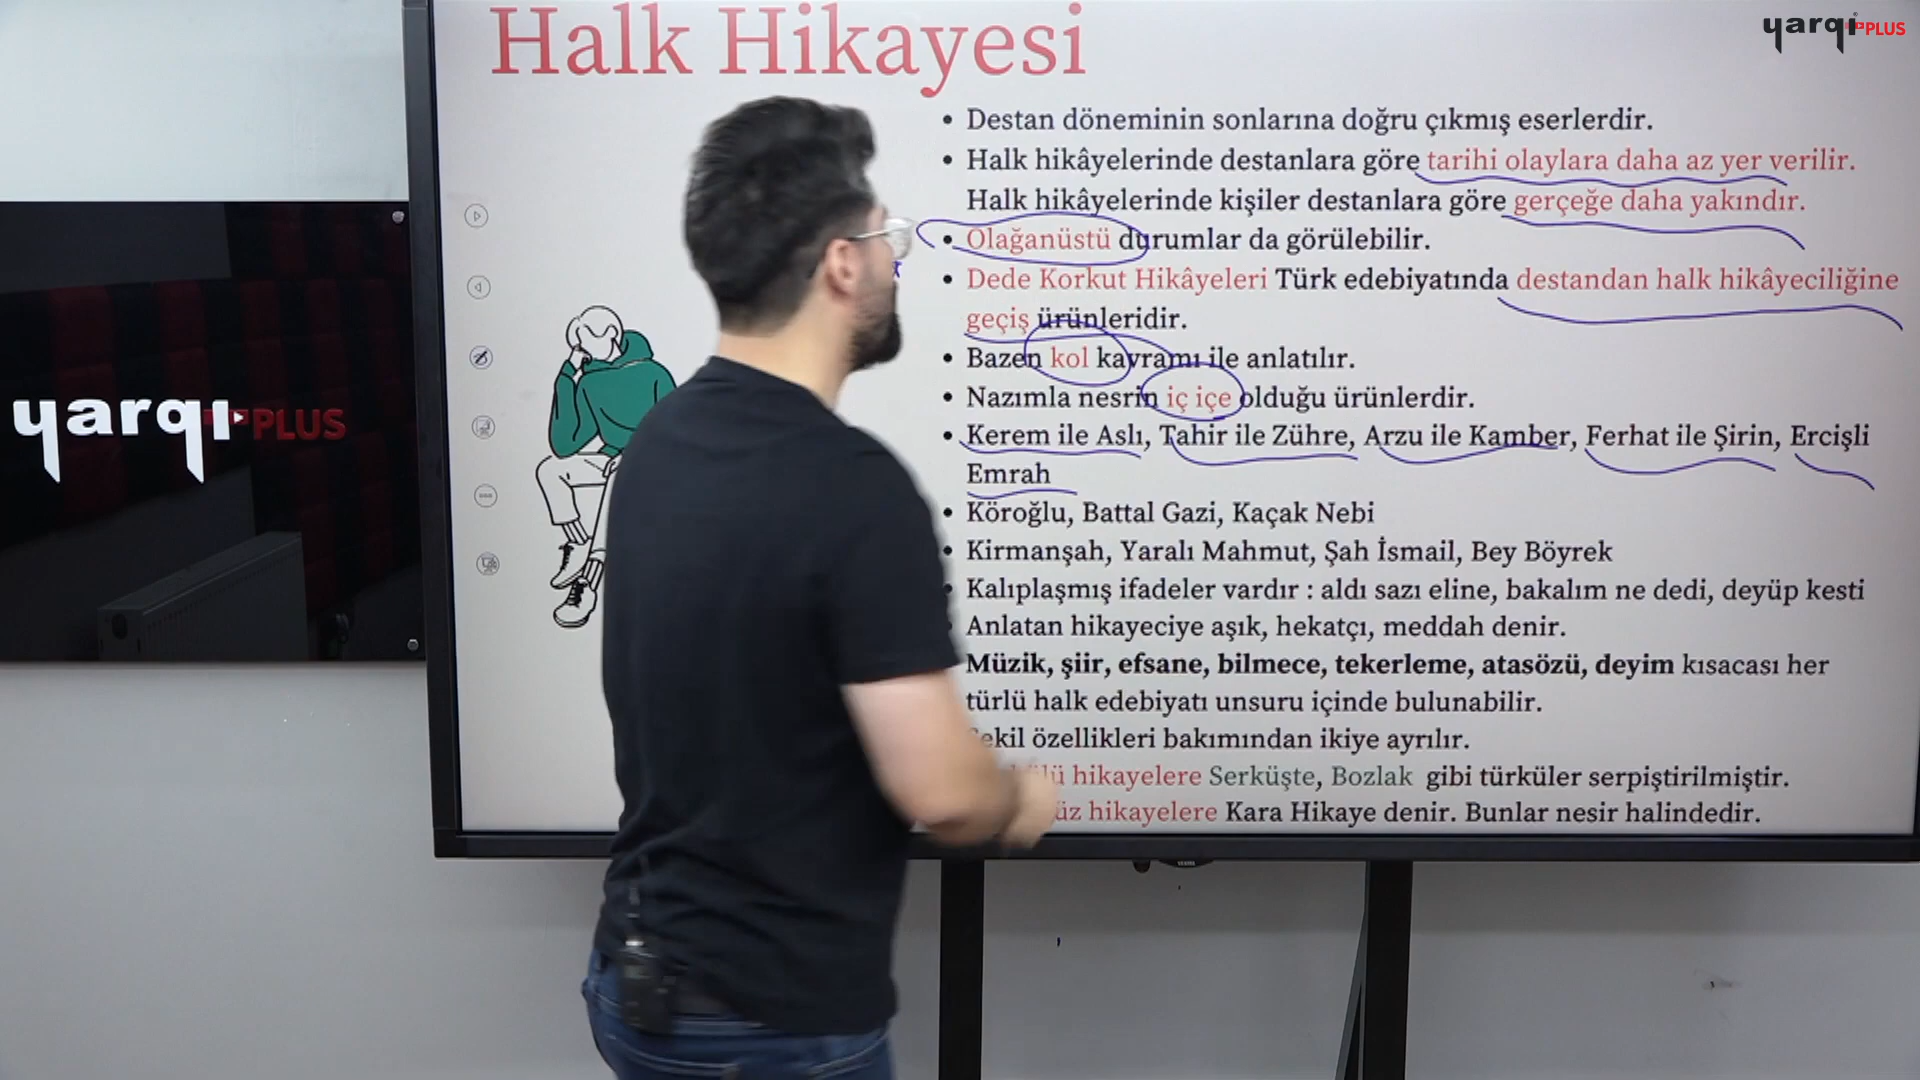 Halk Hikayesi
yarqı PLUS
• Destan döneminin sonlarına doğru çıkmış eserlerdir.
• Halk hikâyelerinde destanlara göre tarihi olaylara daha az yer verilir.
Halk hikâyelerinde kişiler destanlara göre gerçeğe daha yakındır.
• Olağanüstü durumlar da görülebilir.
• Dede Korkut Hikâyeleri Türk edebiyatında destandan halk hikâyeciliğine
geçiş ürünleridir.
• Bazen kol kavramı ile anlatılır.
• Nazımla nesrin iç içe olduğu ürünlerdir.
• Kerem ile Aslı, Tahir ile Zühre, Arzu ile Kamber, Ferhat ile Şirin, Ercişli
Emrah
• Köroğlu, Battal Gazi, Kaçak Nebi
• Kirmanşah, Yaralı Mahmut, Şah İsmail, Bey Böyrek
• Kalıplaşmış ifadeler vardır : aldı sazı eline, bakalım ne dedi, deyüp kesti
• Anlatan hikayeciye aşık, hekatçı, meddah denir.
Müzik, şiir, efsane, bilmece, tekerleme, atasözü, deyim kısacası her
türlü halk edebiyatı unsuru içinde bulunabilir.
Şekil özellikleri bakımından ikiye ayrılır.
hikayelere Serküşte, Bozlak gibi türküler serpiştirilmiştir.
hikayelere Kara Hikaye denir. Bunlar nesir halindedir.
yarqı PLUS